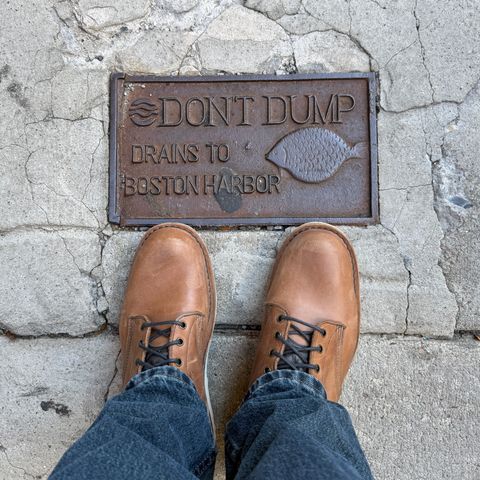 DON'T DUMP
DRAINS TO
BOSTON HARBOR